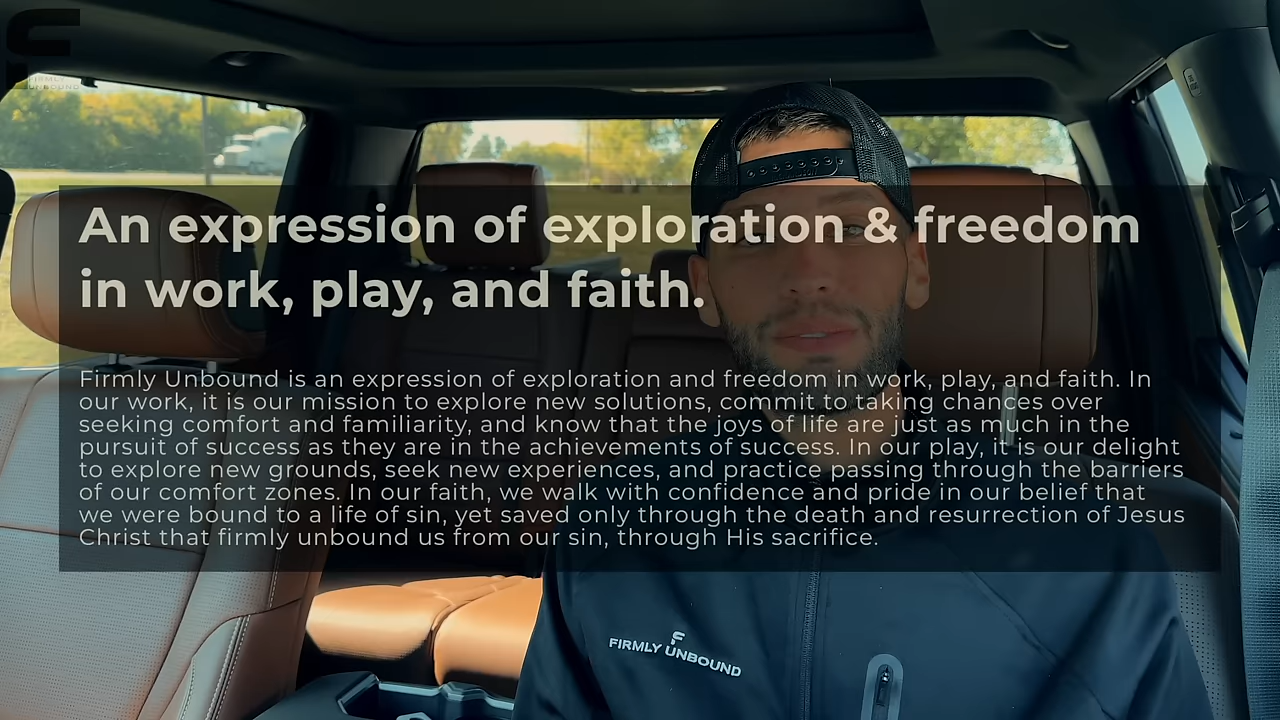 FIRMLY
UNBOUND
An expression of exploration & freedom
in work, play, and faith.
Firmly Unbound is an expression of exploration and freedom in work, play, and faith. In
our work, it is our mission to explore new solutions, commit to taking chances over
seeking comfort and familiarity, and know that the joys of life are just as much in the
pursuit of success as they are in the achievements of success. In our play, it is our delight
to explore new grounds, seek new experiences, and practice passing through the barriers
of our comfort zones. In our faith, we walk with confidence and pride in our belief that
we were bound to a life of sin, yet saved only through the death and resurrection of Jesus
Christ that firmly unbound us from our sin, through His sacrifice.
FIRMLY UNBOUND